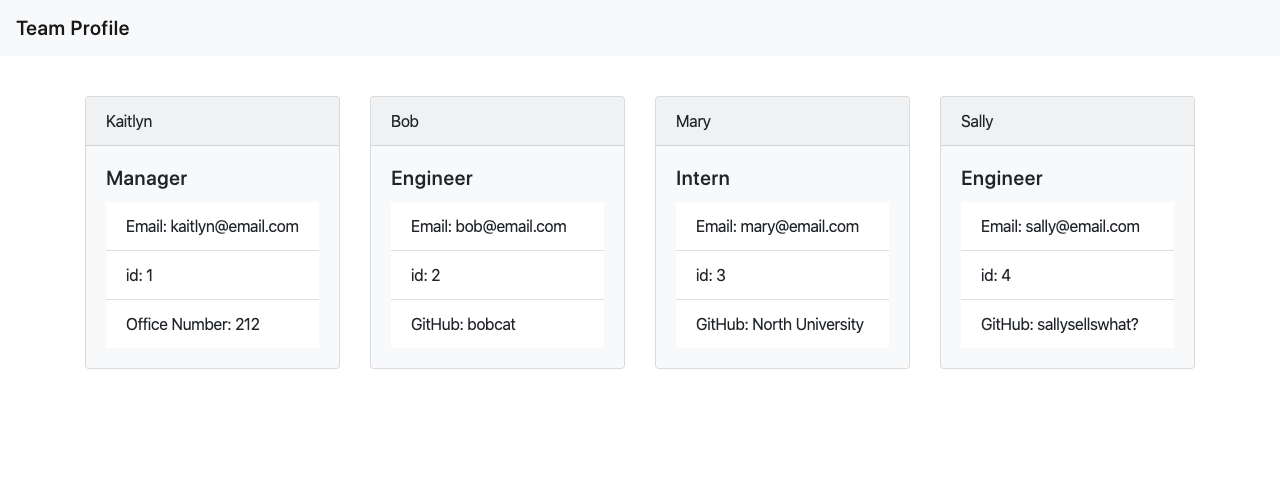 Team Profile
Kaitlyn
Manager
Email: kaitlyn@email.com
id: 1
Office Number: 212
Bob
Engineer
Email: bob@email.com
id: 2
GitHub: bobcat
Mary
Intern
Email: mary@email.com
id: 3
GitHub: North University
Sally
Engineer
Email: sally@email.com
id: 4
GitHub: sallysellswhat?